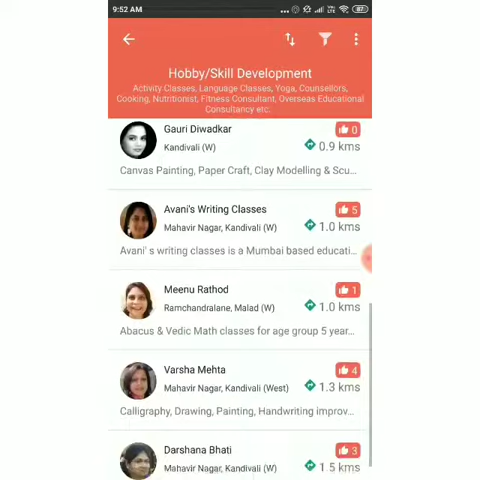 9:52 AM
87
Hobby/Skill Development
Activity Classes, Language Classes, Yoga, Counsellors,
Cooking, Nutritionist, Fitness Consultant, Overseas Educational
Consultancy etc.
Gauri Diwadkar
0
Kandivali (W)
0.9 kms
Canvas Painting, Paper Craft, Clay Modelling & Scu...
Avani's Writing Classes
5
Mahavir Nagar, Kandivali (W)
1.0 kms
Avani' s writing classes is a Mumbai based educati...
Meenu Rathod
1
Ramchandralane, Malad (W)
1.0 kms
Abacus & Vedic Math classes for age group 5 year...
Varsha Mehta
4
Mahavir Nagar, Kandivali (West)
1.3 kms
Calligraphy, Drawing, Painting, Handwriting improv...
Darshana Bhati
3
Mahavir Nagar, Kandivali (W)
1.5 kms